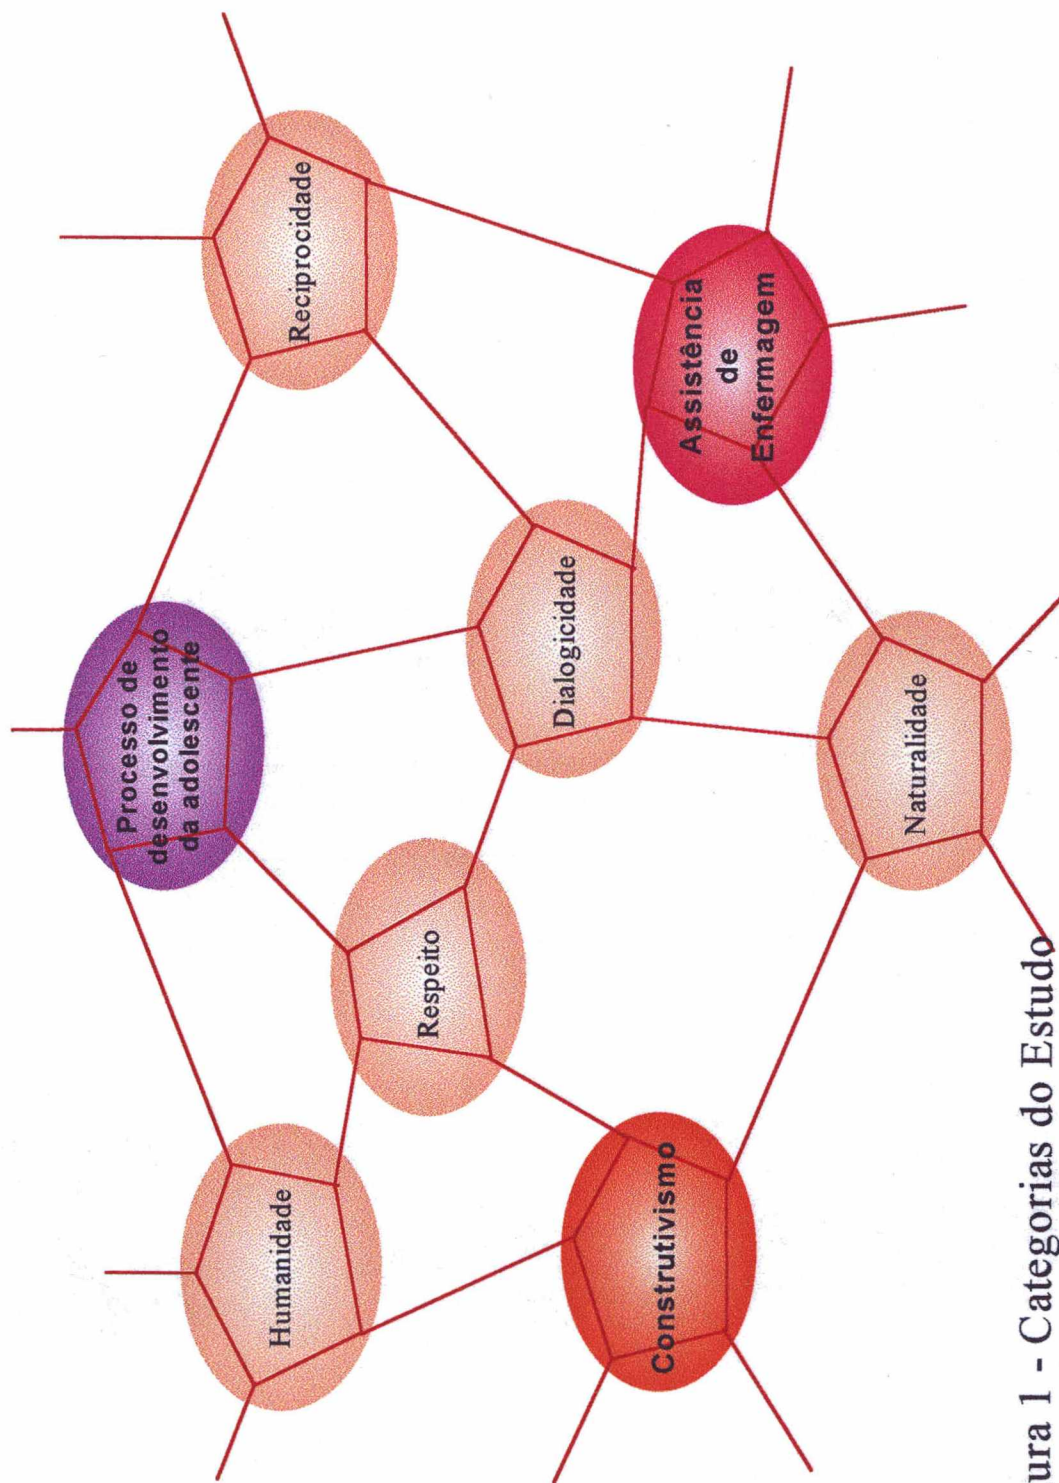 Processo de
desenvolvimento
da adolescente
Humanidade
Reciprocidade
Respeito
Dialogicidade
Construtivismo
Assistência
de
Enfermagem
Naturalidade
ura 1 - Categorias do Estudo